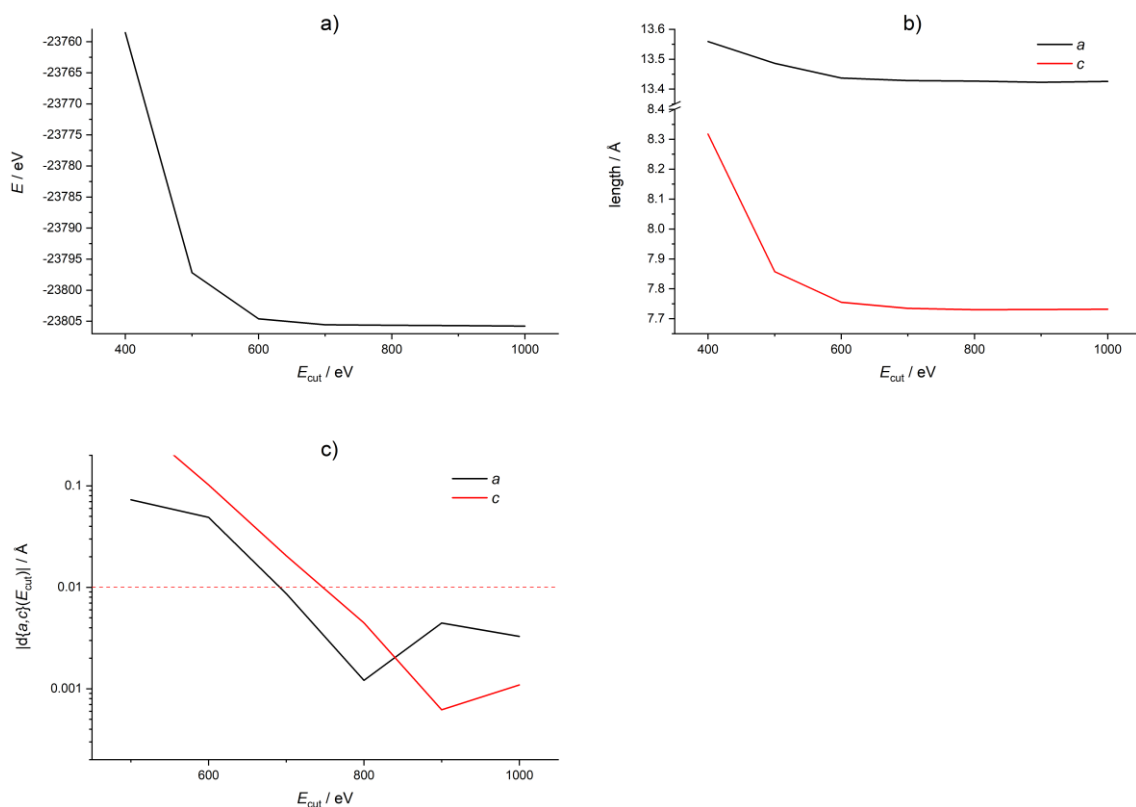 a)
-23760
-23765
-23770
-23775
-23780
-23785
-23790
-23795
-23800
-23805
E / eV
400
600
800
1000
E_cut / eV
b)
13.6
13.5
13.4
8.4
8.3
8.2
8.1
8.0
7.9
7.8
7.7
length / Å
a
c
400
500
600
700
800
900
1000
E_cut / eV
c)
0.1
0.01
0.001
|d{a,c}(E_cut)| / Å
a
c
600
800
1000
E_cut / eV